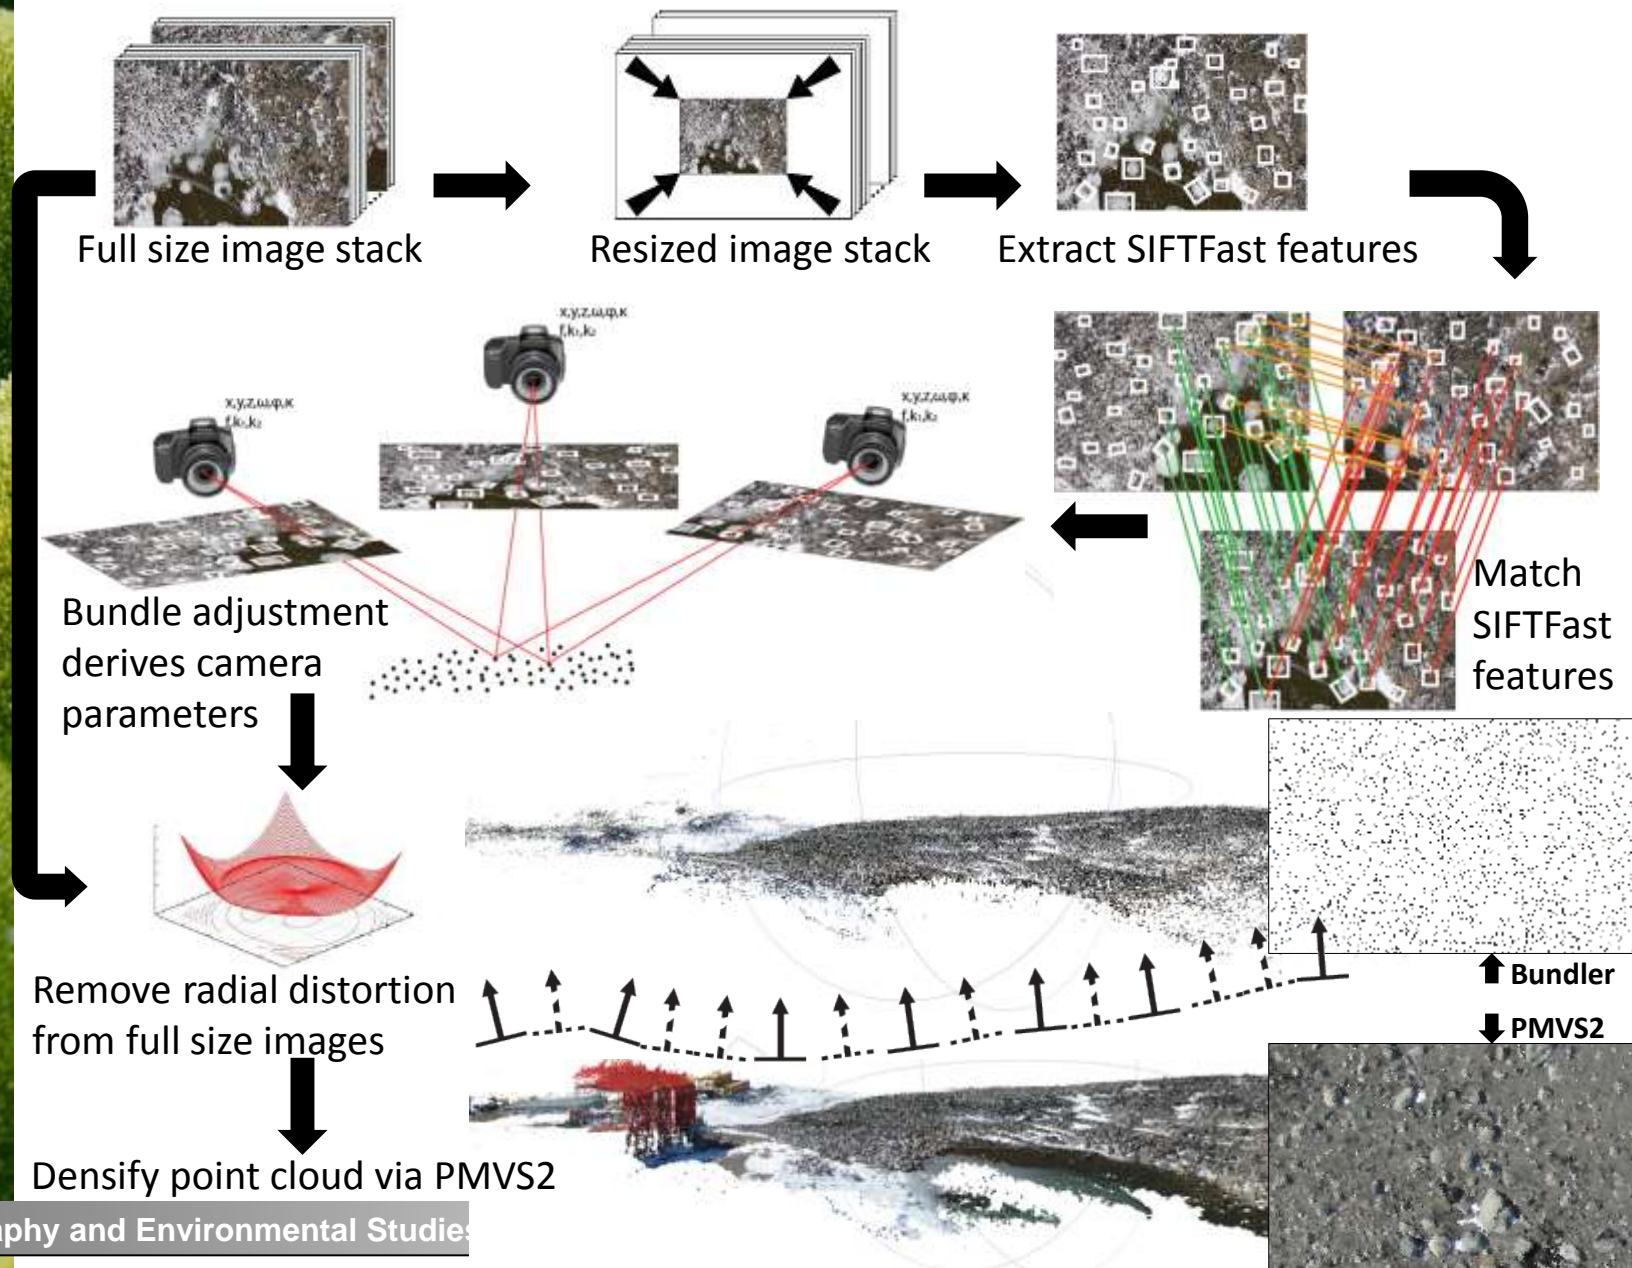 Full size image stack
Resized image stack
Extract SIFTFast features
x,y,z,ω,φ,κ
f,k₁,k₂
x,y,z,ω,φ,κ
f,k₁,k₂
x,y,z,ω,φ,κ
f,k₁,k₂
Match
SIFTFast
features
Bundle adjustment
derives camera
parameters
Remove radial distortion
from full size images
Bundler
PMVS2
Densify point cloud via PMVS2
aphy and Environmental Studies